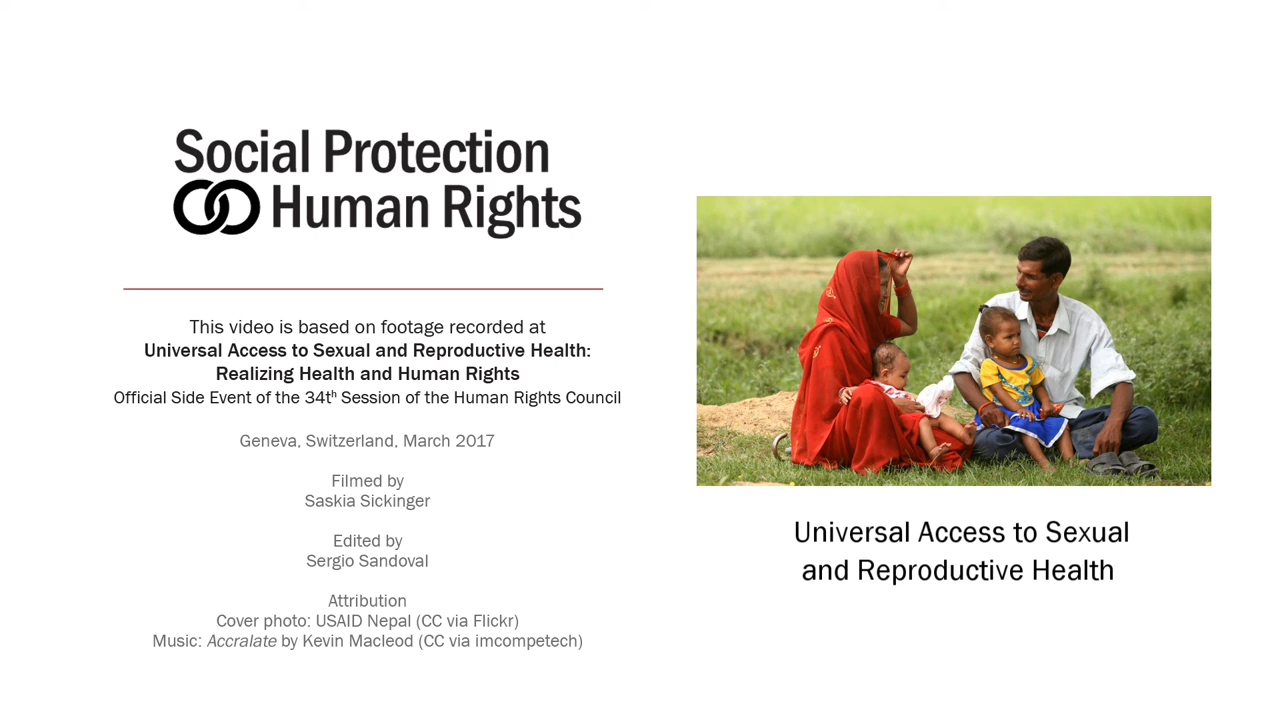 Social Protection
Human Rights
This video is based on footage recorded at
Universal Access to Sexual and Reproductive Health:
Realizing Health and Human Rights
Official Side Event of the 34th Session of the Human Rights Council
Geneva, Switzerland, March 2017
Filmed by
Saskia Sickinger
Edited by
Sergio Sandoval
Attribution
Cover photo: USAID Nepal (CC via Flickr)
Music: Accralate by Kevin Macleod (CC via imcompetech)
Universal Access to Sexual
and Reproductive Health